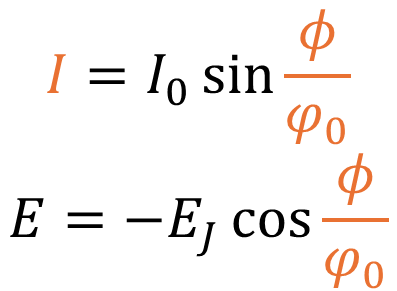 I = I₀ sin ϕ/φ₀
E = −E_J cos ϕ/φ₀